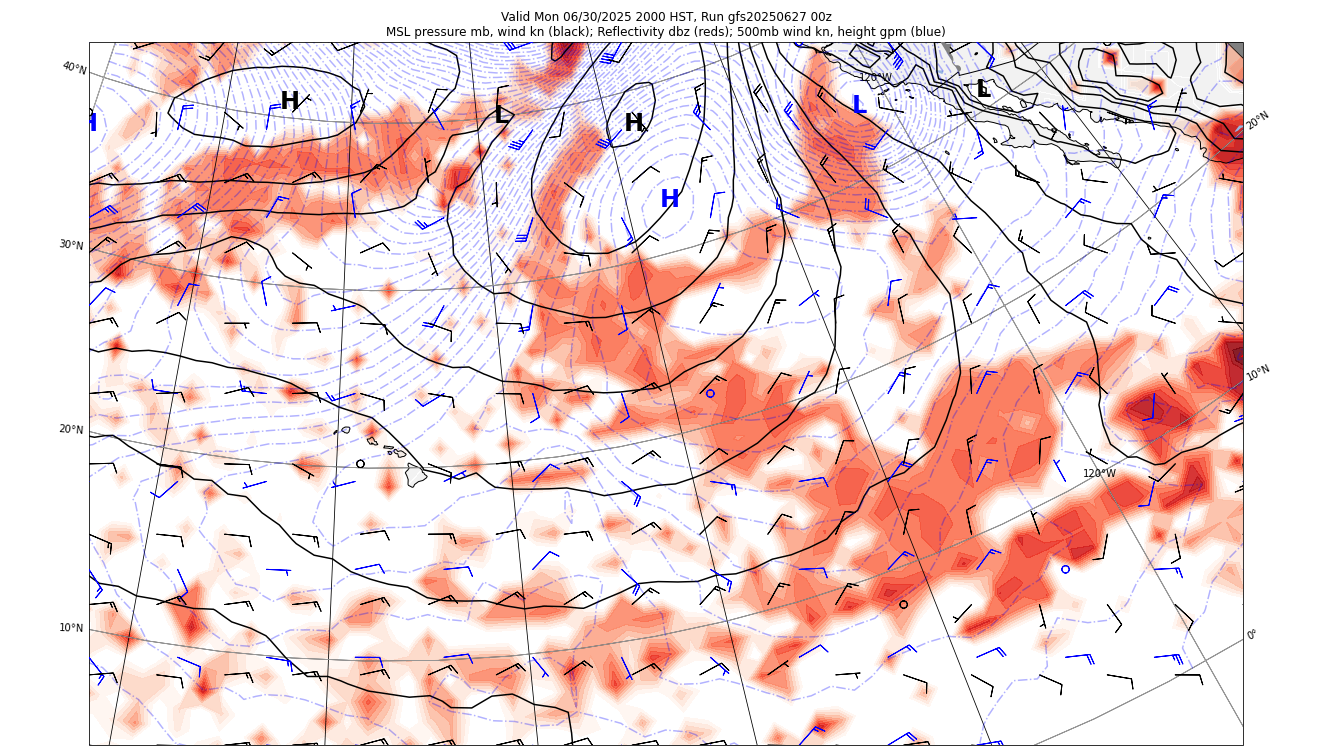 Valid Mon 06/30/2025 2000 HST, Run gfs20250627 00z
MSL pressure mb, wind kn (black); Reflectivity dbz (reds); 500mb wind kn, height gpm (blue)
40°N
120°W
L
H
H
L
L
H
20°N
H
30°N
10°N
20°N
120°W
10°N
0°